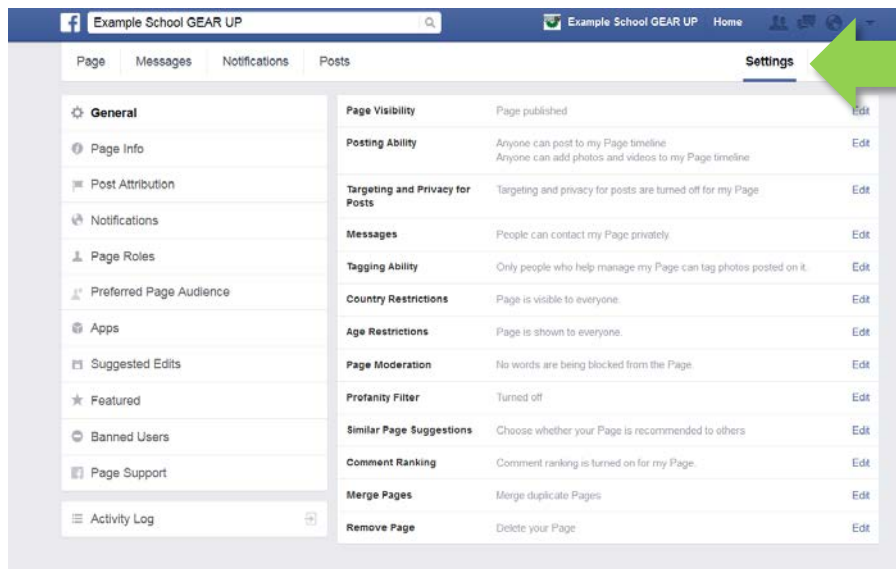 Example School GEAR UP
Example School GEAR UP Home
Page Messages Notifications Posts Settings
General
Page Info
Post Attribution
Notifications
Page Roles
Preferred Page Audience
Apps
Suggested Edits
Featured
Banned Users
Page Support
Activity Log
Page Visibility Page published Edit
Posting Ability Anyone can post to my Page timeline Edit
Anyone can add photos and videos to my Page timeline
Targeting and Privacy for Targeting and privacy for posts are turned off for my Page Edit
Posts
Messages People can contact my Page privately. Edit
Tagging Ability Only people who help manage my Page can tag photos posted on it. Edit
Country Restrictions Page is visible to everyone. Edit
Age Restrictions Page is shown to everyone. Edit
Page Moderation No words are being blocked from the Page. Edit
Profanity Filter Turned off Edit
Similar Page Suggestions Choose whether your Page is recommended to others Edit
Comment Ranking Comment ranking is turned on for my Page. Edit
Merge Pages Merge duplicate Pages Edit
Remove Page Delete your Page Edit